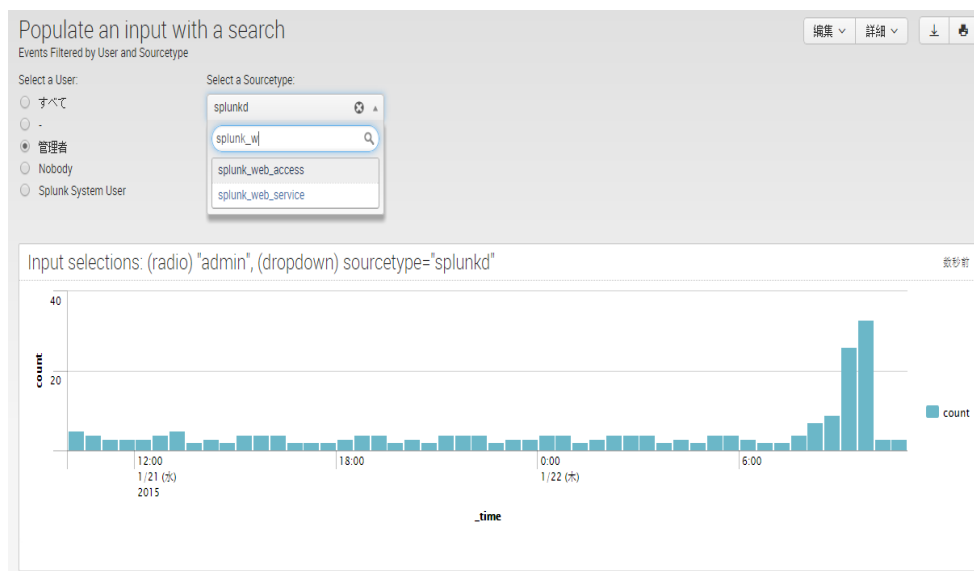 Populate an input with a search
編集
詳細
Events Filtered by User and Sourcetype
Select a User:
すべて
-
管理者
Nobody
Splunk System User
Select a Sourcetype:
splunkd
splunk_w
splunk_web_access
splunk_web_service
Input selections: (radio) "admin", (dropdown) sourcetype="splunkd"
数秒前
40
20
count
count
12:00
1/21 (水)
2015
18:00
0:00
1/22 (木)
6:00
_time